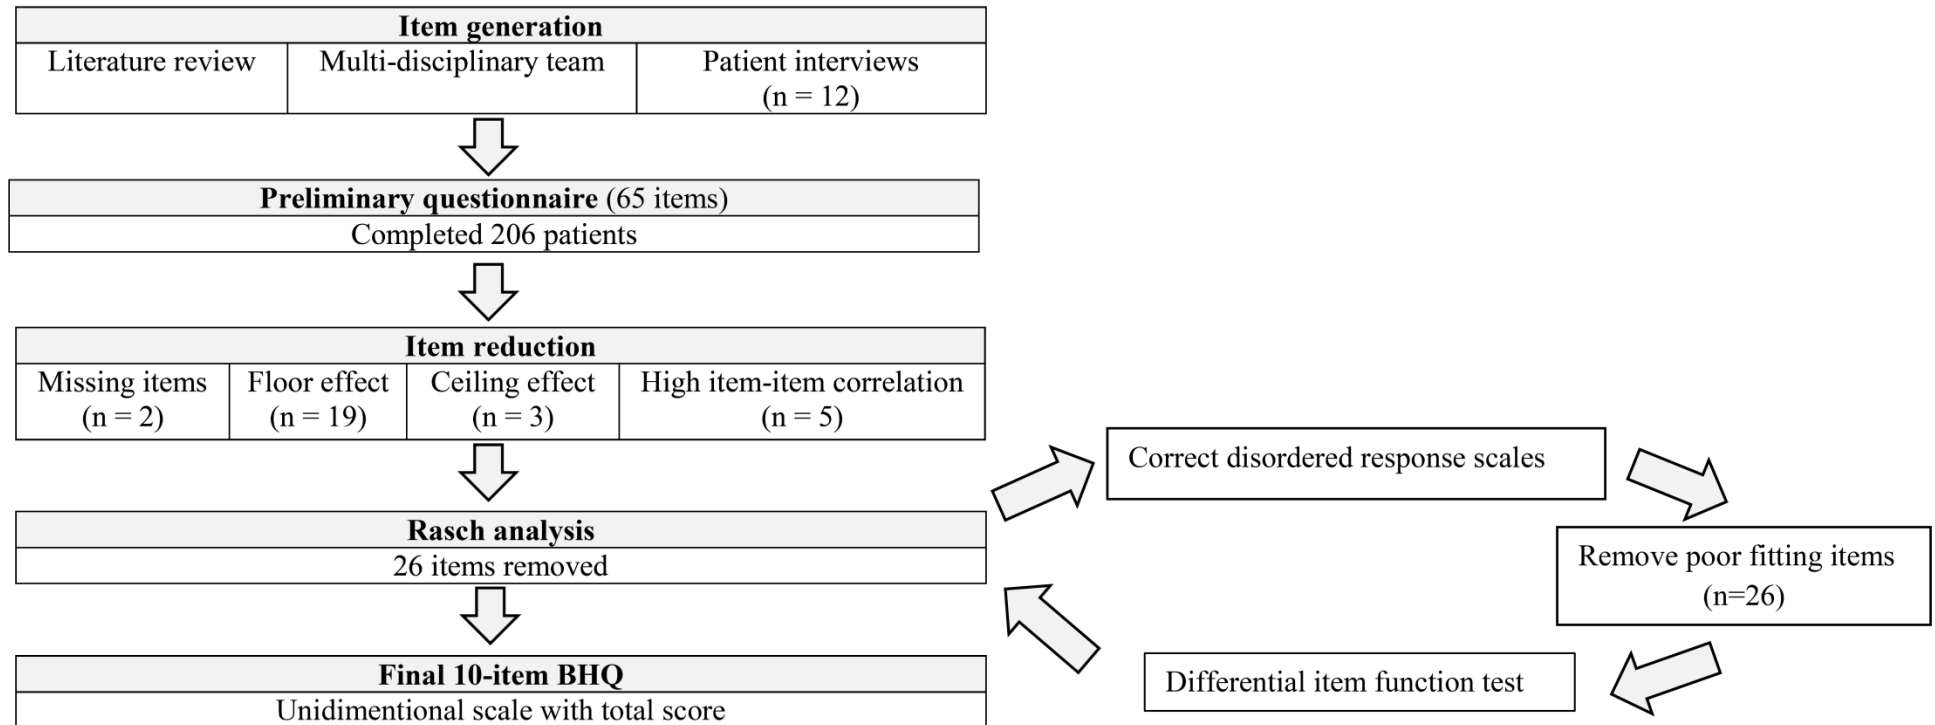 Item generation
Literature review
Multi-disciplinary team
Patient interviews
(n = 12)
Preliminary questionnaire (65 items)
Completed 206 patients
Item reduction
Missing items
(n = 2)
Floor effect
(n = 19)
Ceiling effect
(n = 3)
High item-item correlation
(n = 5)
Rasch analysis
26 items removed
Correct disordered response scales
Remove poor fitting items
(n=26)
Differential item function test
Final 10-item BHQ
Unidimentional scale with total score